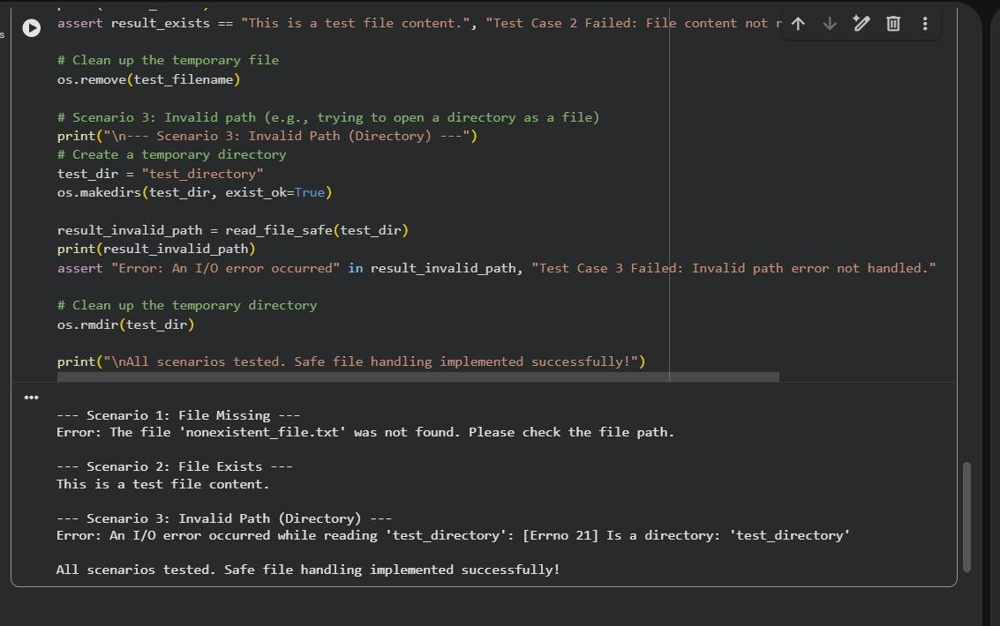 assert result_exists == "This is a test file content.", "Test Case 2 Failed: File content not
# Clean up the temporary file
os.remove(test_filename)
# Scenario 3: Invalid path (e.g., trying to open a directory as a file)
print("\n--- Scenario 3: Invalid Path (Directory) ---")
# Create a temporary directory
test_dir = "test_directory"
os.makedirs(test_dir, exist_ok=True)
result_invalid_path = read_file_safe(test_dir)
print(result_invalid_path)
assert "Error: An I/O error occurred" in result_invalid_path, "Test Case 3 Failed: Invalid path error not handled."
# Clean up the temporary directory
os.rmdir(test_dir)
print("\nAll scenarios tested. Safe file handling implemented successfully!")
--- Scenario 1: File Missing ---
Error: The file 'nonexistent_file.txt' was not found. Please check the file path.
--- Scenario 2: File Exists ---
This is a test file content.
--- Scenario 3: Invalid Path (Directory) ---
Error: An I/O error occurred while reading 'test_directory': [Errno 21] Is a directory: 'test_directory'
All scenarios tested. Safe file handling implemented successfully!